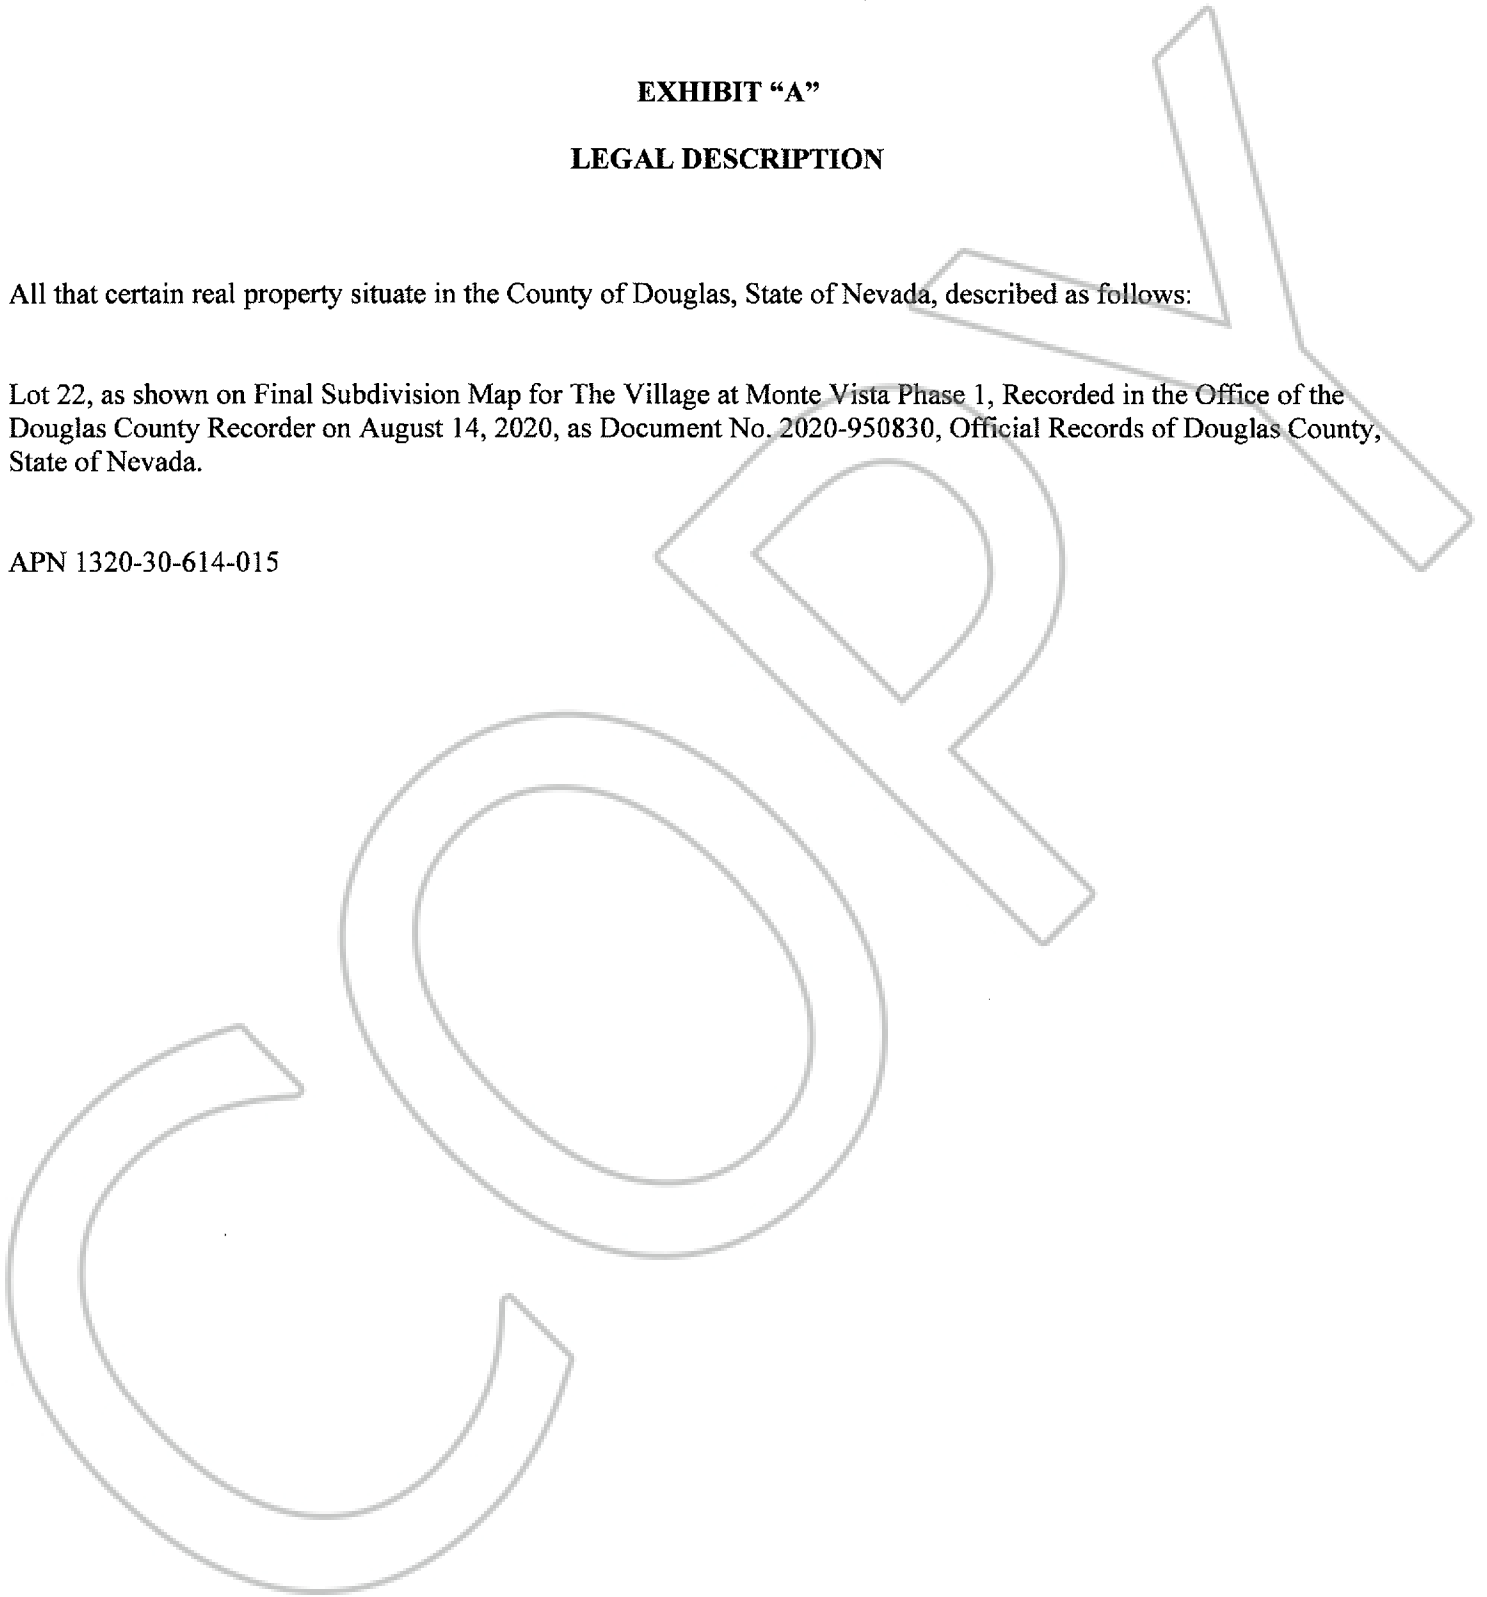 EXHIBIT “A”
LEGAL DESCRIPTION
All that certain real property situate in the County of Douglas, State of Nevada, described as follows:
Lot 22, as shown on Final Subdivision Map for The Village at Monte Vista Phase 1, Recorded in the Office of the
Douglas County Recorder on August 14, 2020, as Document No. 2020-950830, Official Records of Douglas County,
State of Nevada.
APN 1320-30-614-015
COPY